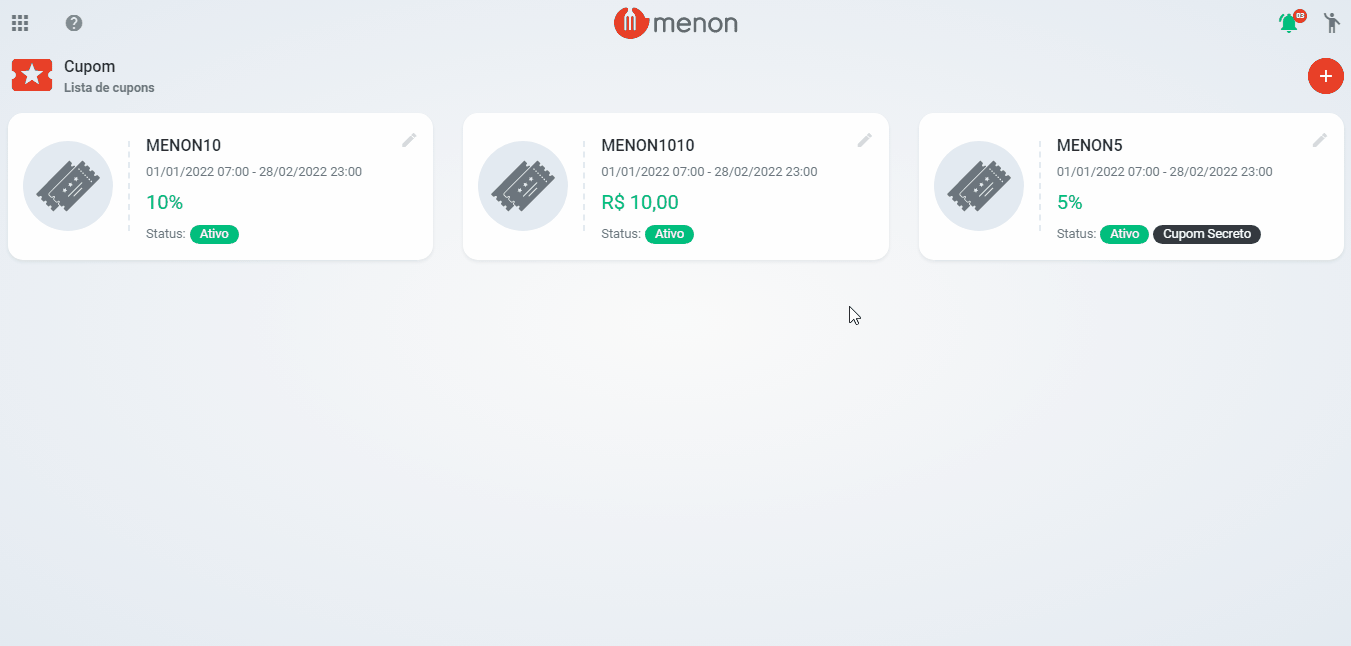 menon
03
Cupom
Lista de cupons
MENON10
01/01/2022 07:00 - 28/02/2022 23:00
10%
Status: Ativo
MENON1010
01/01/2022 07:00 - 28/02/2022 23:00
R$ 10,00
Status: Ativo
MENON5
01/01/2022 07:00 - 28/02/2022 23:00
5%
Status: Ativo Cupom Secreto